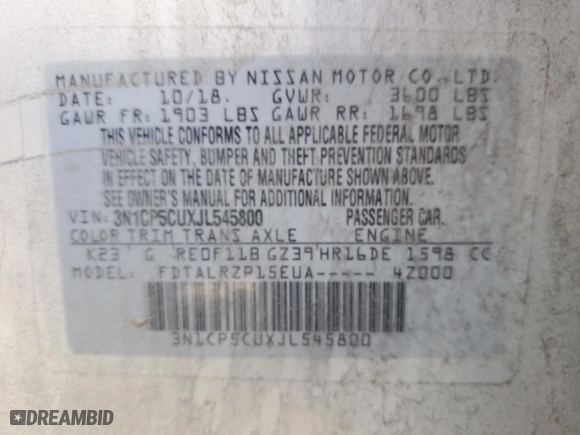 MANUFACTURED BY NISSAN MOTOR CO., LTD.
DATE: 10/18. GVWR: 3600 LBS
GAWR FR: 1903 LBS GAWR RR: 1698 LBS
THIS VEHICLE CONFORMS TO ALL APPLICABLE FEDERAL MOTOR
VEHICLE SAFETY, BUMPER AND THEFT PREVENTION STANDARDS
IN EFFECT ON THE DATE OF MANUFACTURE SHOWN ABOVE.
SEE OWNER'S MANUAL FOR ADDITIONAL INFORMATION.
VIN: 3N1CP5CUXJL545800 PASSENGER CAR.
COLOR TRIM TRANS AXLE ENGINE
K23 G RE0F11B GZ39 HR16DE 1598 CC
MODEL: FDTALRZP15EUA----- 4Z000
3N1CP5CUXJL545800
DREAMBID